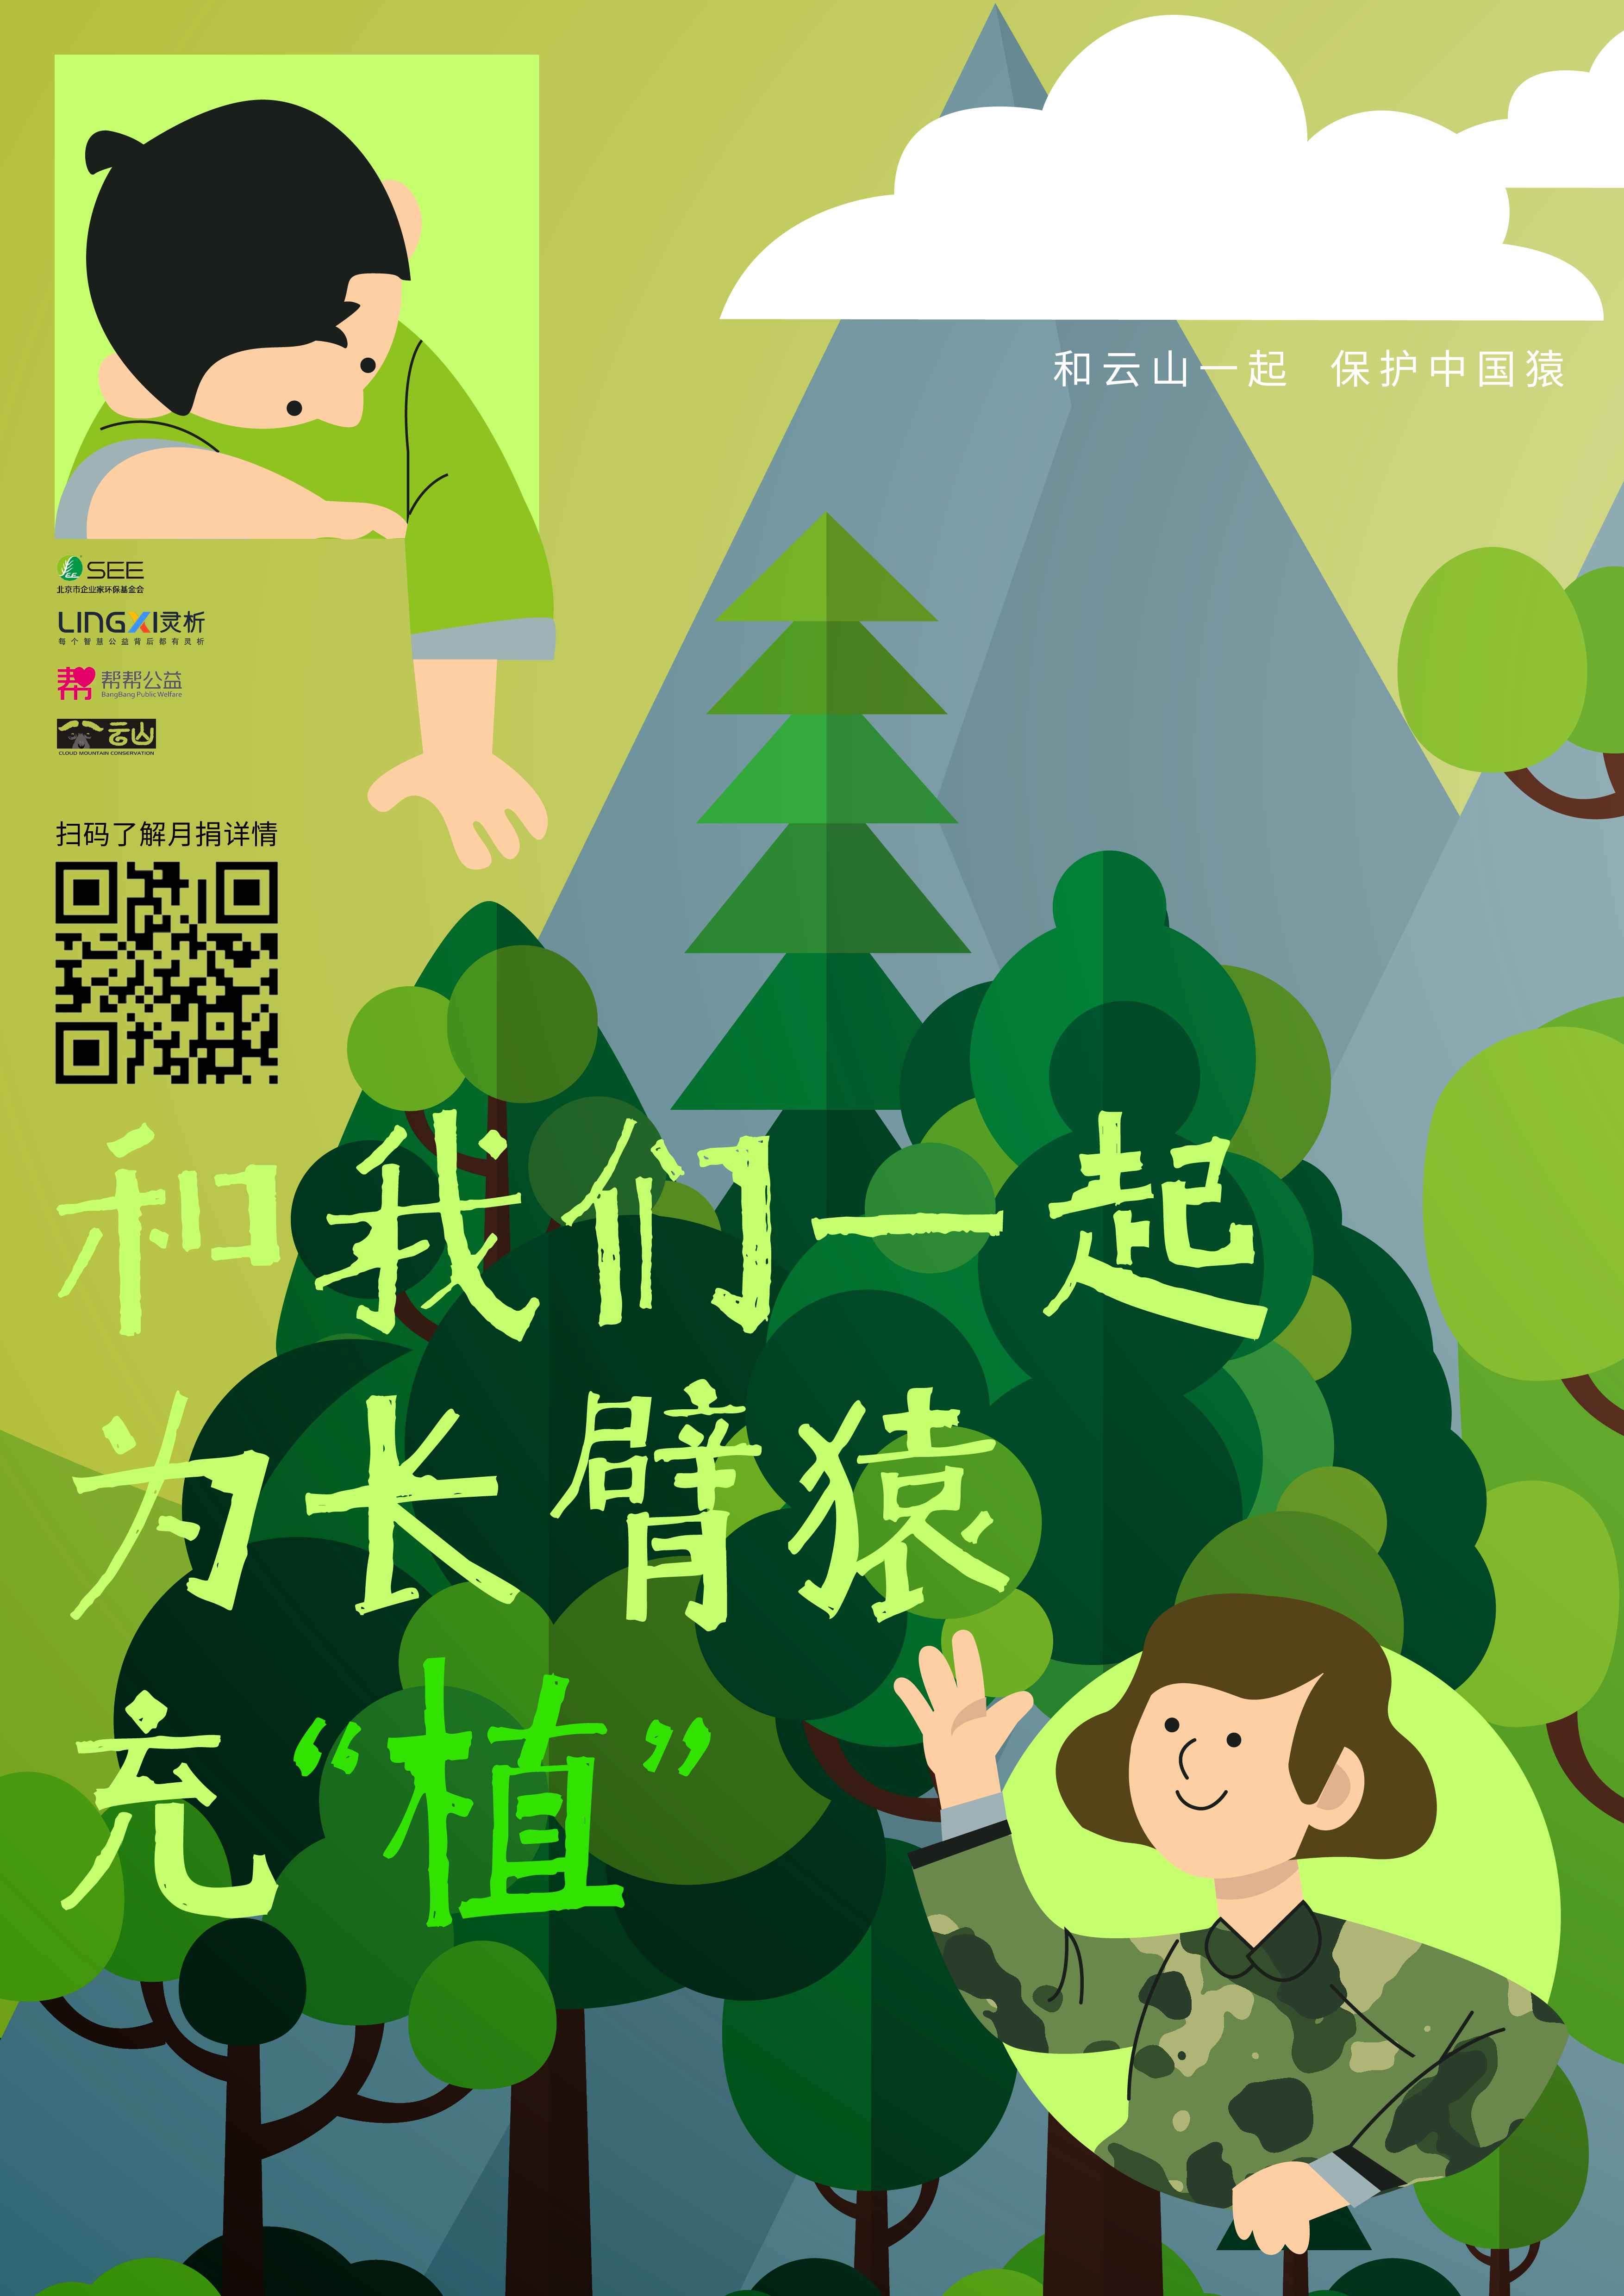 和云山一起 保护中国猿
SEE
北京市企业家环保基金会
LINGXI灵析
每个智慧公益背后都有灵析
帮 帮帮公益
BangBang Public Welfare
云山
CLOUD MOUNTAIN CONSERVATION
扫码了解月捐详情
和我们一起
为长臂猿
充“植”